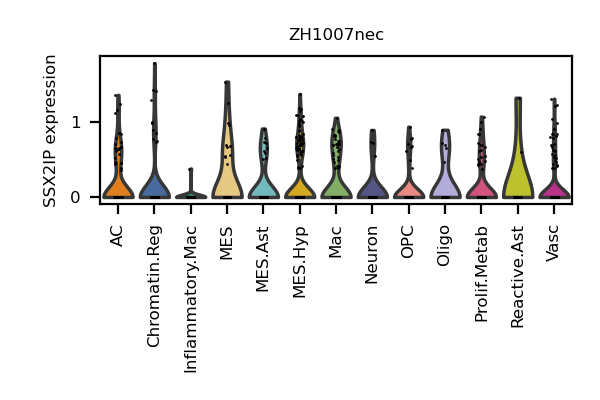 ZH1007nec
SSX2IP expression
1
0
AC
Chromatin.Reg
Inflammatory.Mac
MES
MES.Ast
MES.Hyp
Mac
Neuron
OPC
Oligo
Prolif.Metab
Reactive.Ast
Vasc